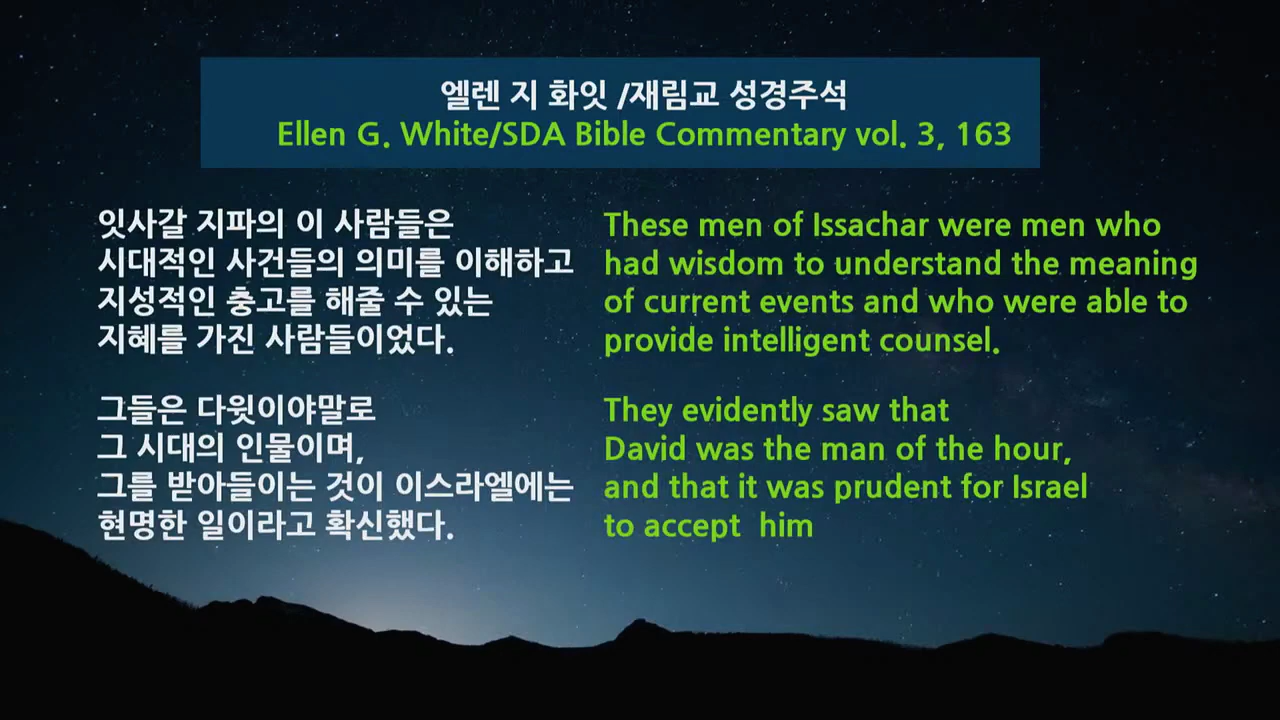 엘렌 지 화잇 /재림교 성경주석
Ellen G. White/SDA Bible Commentary vol. 3, 163
잇사갈 지파의 이 사람들은
시대적인 사건들의 의미를 이해하고
지성적인 충고를 해줄 수 있는
지혜를 가진 사람들이었다.
그들은 다윗이야말로
그 시대의 인물이며,
그를 받아들이는 것이 이스라엘에는
현명한 일이라고 확신했다.
These men of Issachar were men who
had wisdom to understand the meaning
of current events and who were able to
provide intelligent counsel.
They evidently saw that
David was the man of the hour,
and that it was prudent for Israel
to accept  him